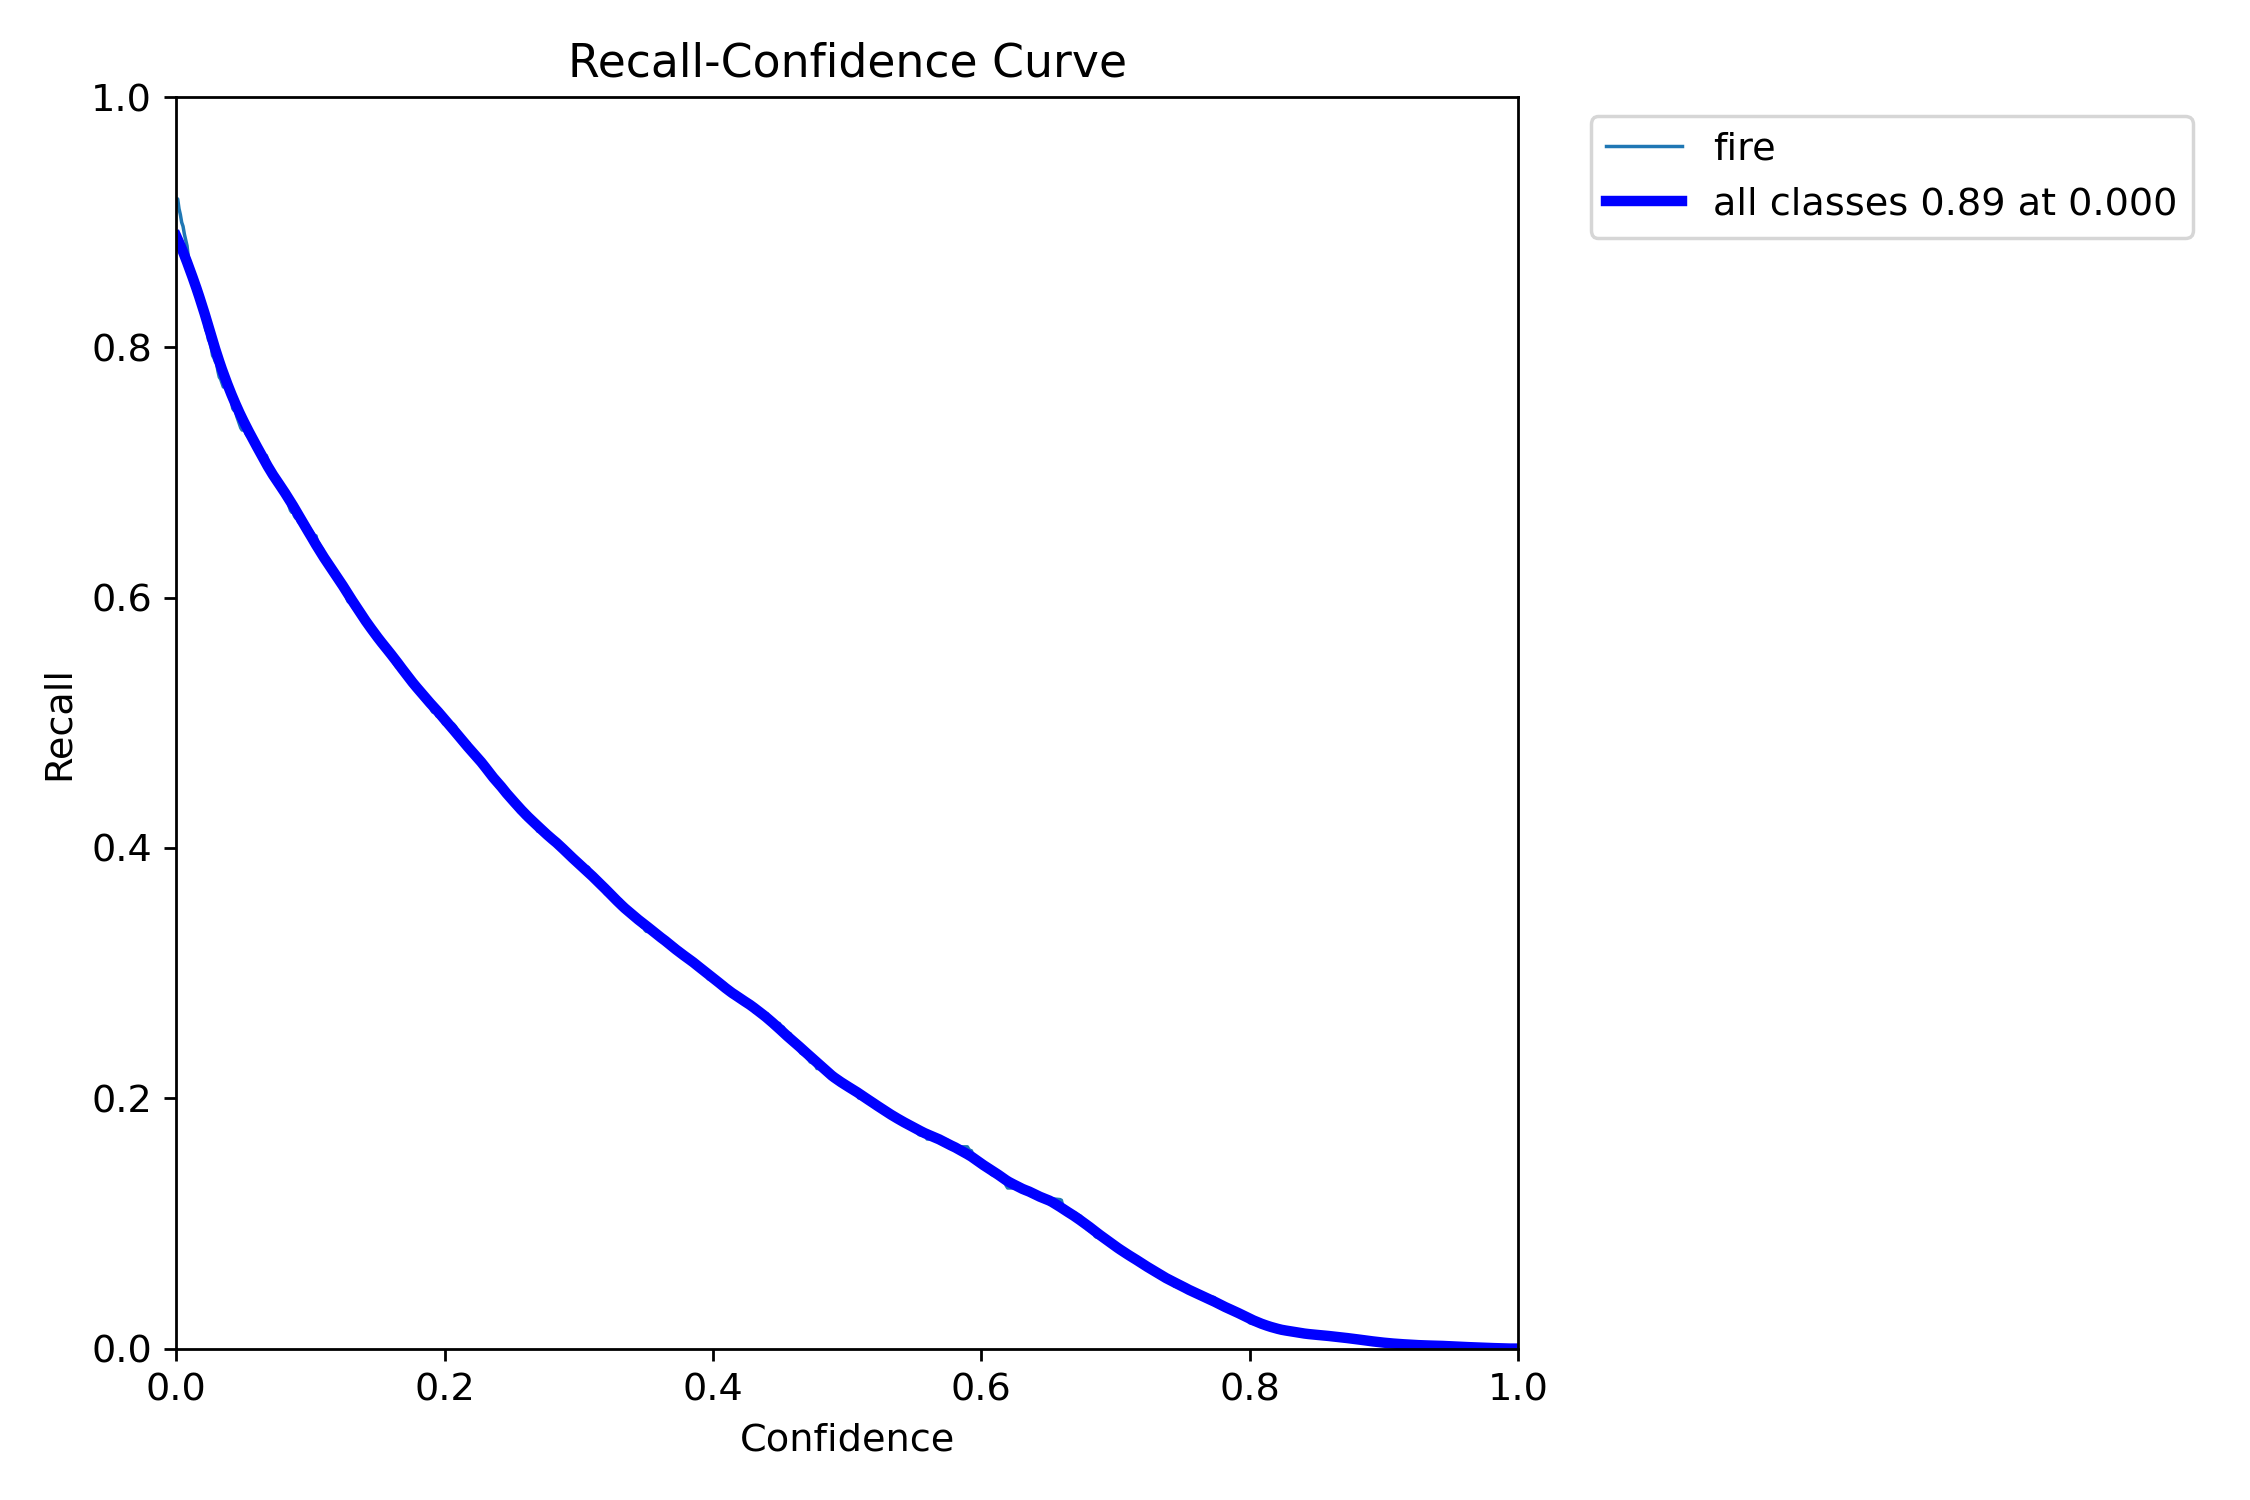 Recall-Confidence Curve
1.0
0.8
0.6
0.4
0.2
0.0
Recall
0.0 0.2 0.4 0.6 0.8 1.0
Confidence
fire
all classes 0.89 at 0.000